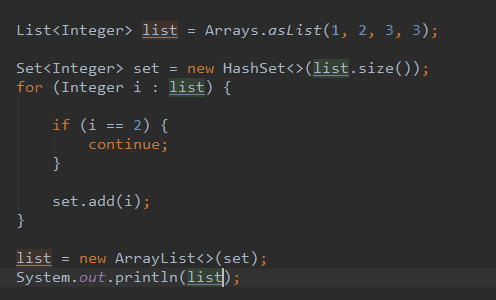 List<Integer> list = Arrays.asList(1, 2, 3, 3);
Set<Integer> set = new HashSet<>(list.size());
for (Integer i : list) {
if (i == 2) {
continue;
}
set.add(i);
}
list = new ArrayList<>(set);
System.out.println(list);